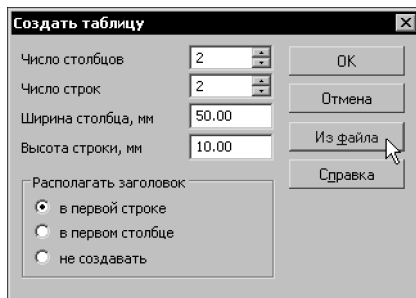 Создать таблицу
Число столбцов 2 OK
Число строк 2 Отмена
Ширина столбца, мм 50.00
Из файла
Высота строки, мм 10.00
Справка
Располагать заголовок
в первой строке
в первом столбце
не создавать